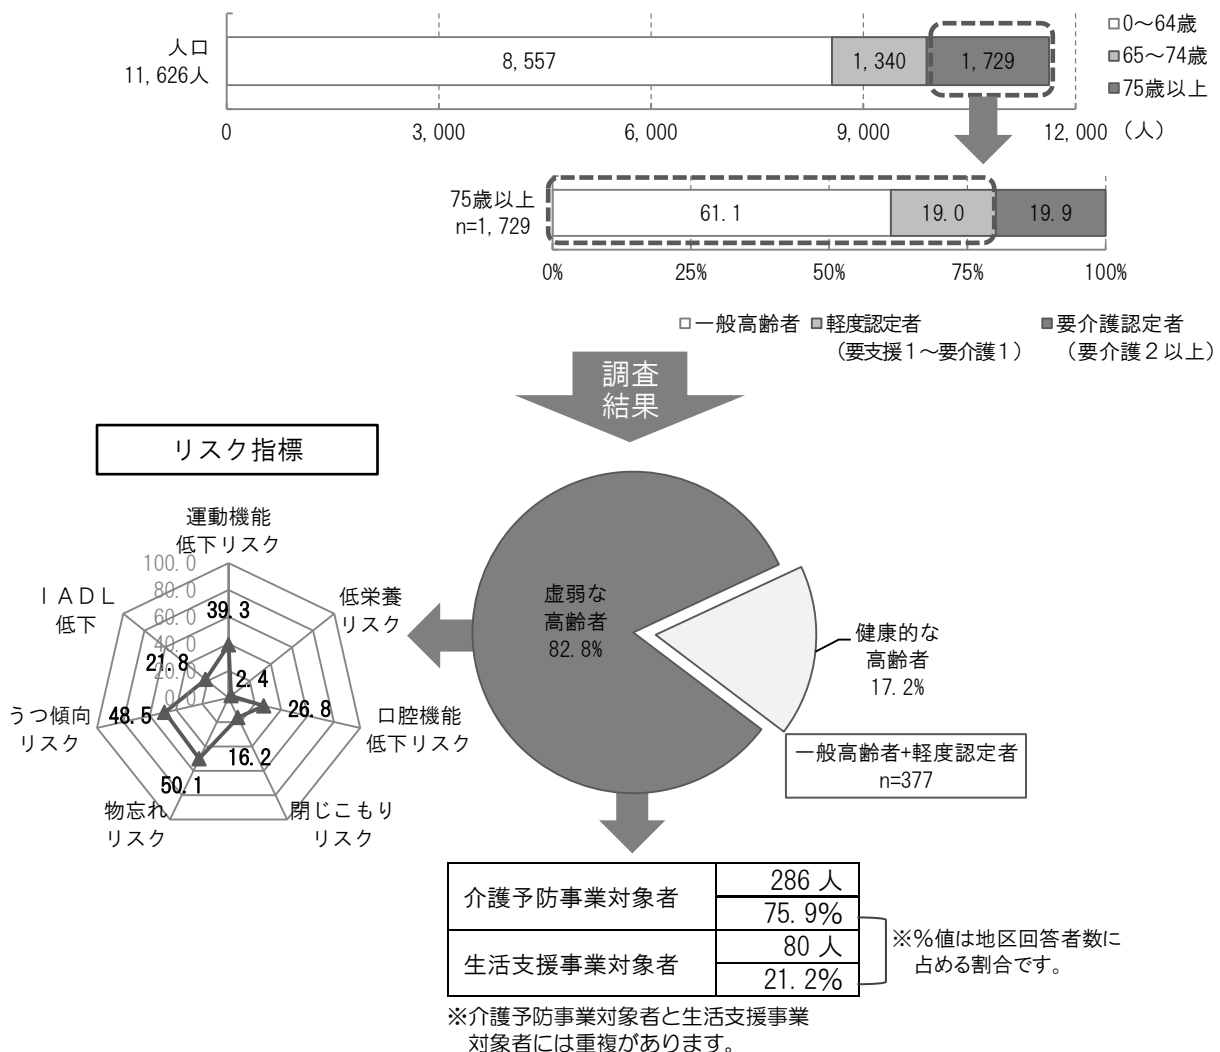 0～64歳
65～74歳
75歳以上
人口
11,626人
8,557
1,340
1,729
0
3,000
6,000
9,000
12,000
（人）
75歳以上
n=1,729
61.1
19.0
19.9
0%
25%
50%
75%
100%
一般高齢者
軽度認定者
（要支援１～要介護１）
要介護認定者
（要介護２以上）
調査
結果
リスク指標
運動機能
低下リスク
100.0
80.0
60.0
40.0
20.0
0.0
ＩＡＤＬ
低下
低栄養
リスク
39.3
21.8
2.4
うつ傾向
リスク
48.5
26.8
口腔機能
低下リスク
16.2
50.1
物忘れ
リスク
閉じこもり
リスク
虚弱な
高齢者
82.8%
健康的な
高齢者
17.2%
一般高齢者+軽度認定者
n=377
介護予防事業対象者
286 人
75.9%
生活支援事業対象者
80 人
21.2%
※%値は地区回答者数に
占める割合です。
※介護予防事業対象者と生活支援事業
対象者には重複があります。